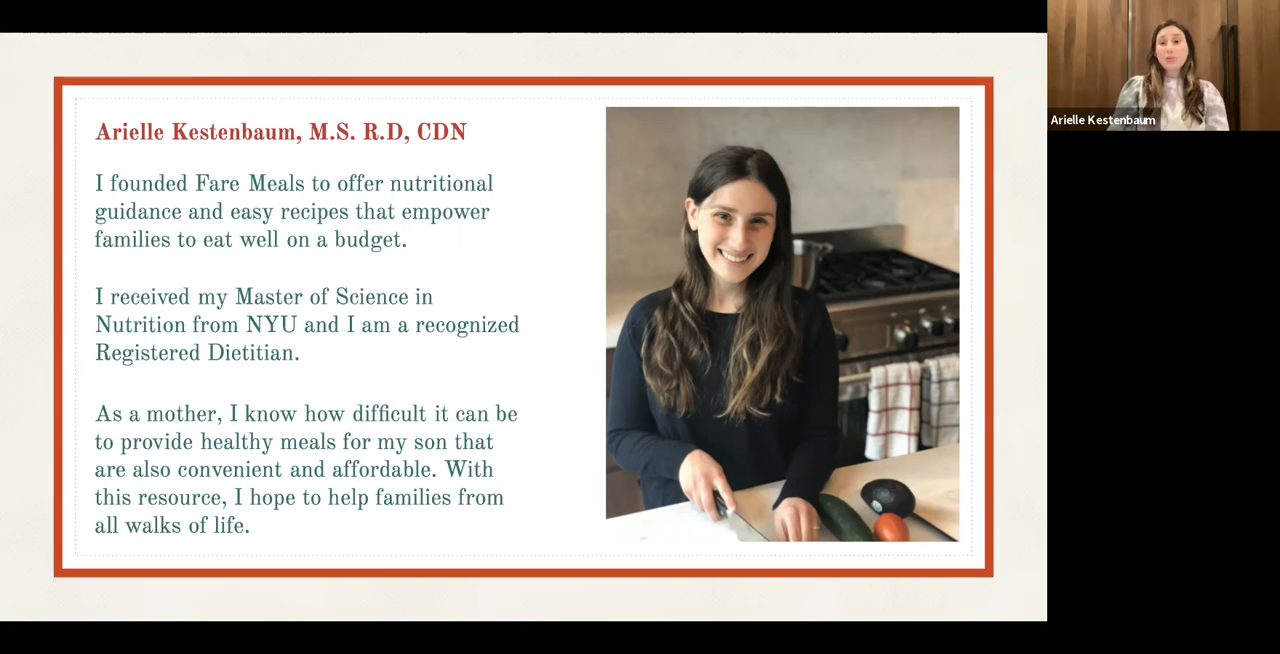 Arielle Kestenbaum, M.S. R.D, CDN
I founded Fare Meals to offer nutritional
guidance and easy recipes that empower
families to eat well on a budget.
I received my Master of Science in
Nutrition from NYU and I am a recognized
Registered Dietitian.
As a mother, I know how difficult it can be
to provide healthy meals for my son that
are also convenient and affordable. With
this resource, I hope to help families from
all walks of life.
Arielle Kestenbaum